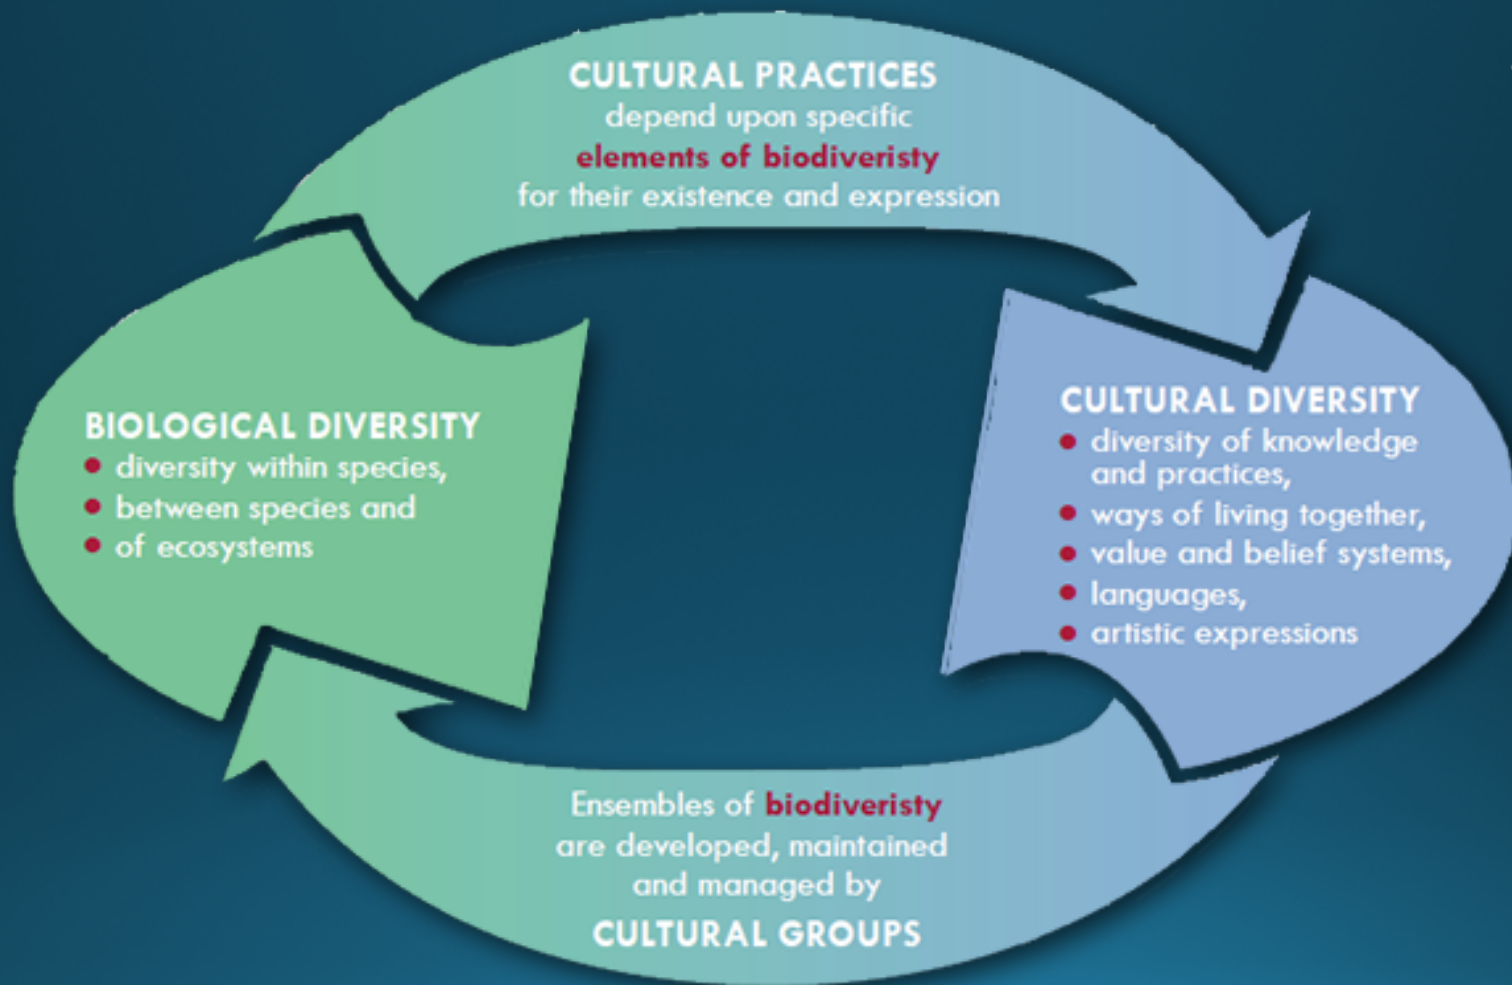 CULTURAL PRACTICES
depend upon specific
elements of biodiveristy
for their existence and expression
BIOLOGICAL DIVERSITY
• diversity within species,
• between species and
• of ecosystems
CULTURAL DIVERSITY
• diversity of knowledge
and practices,
• ways of living together,
• value and belief systems,
• languages,
• artistic expressions
Ensembles of biodiveristy
are developed, maintained
and managed by
CULTURAL GROUPS